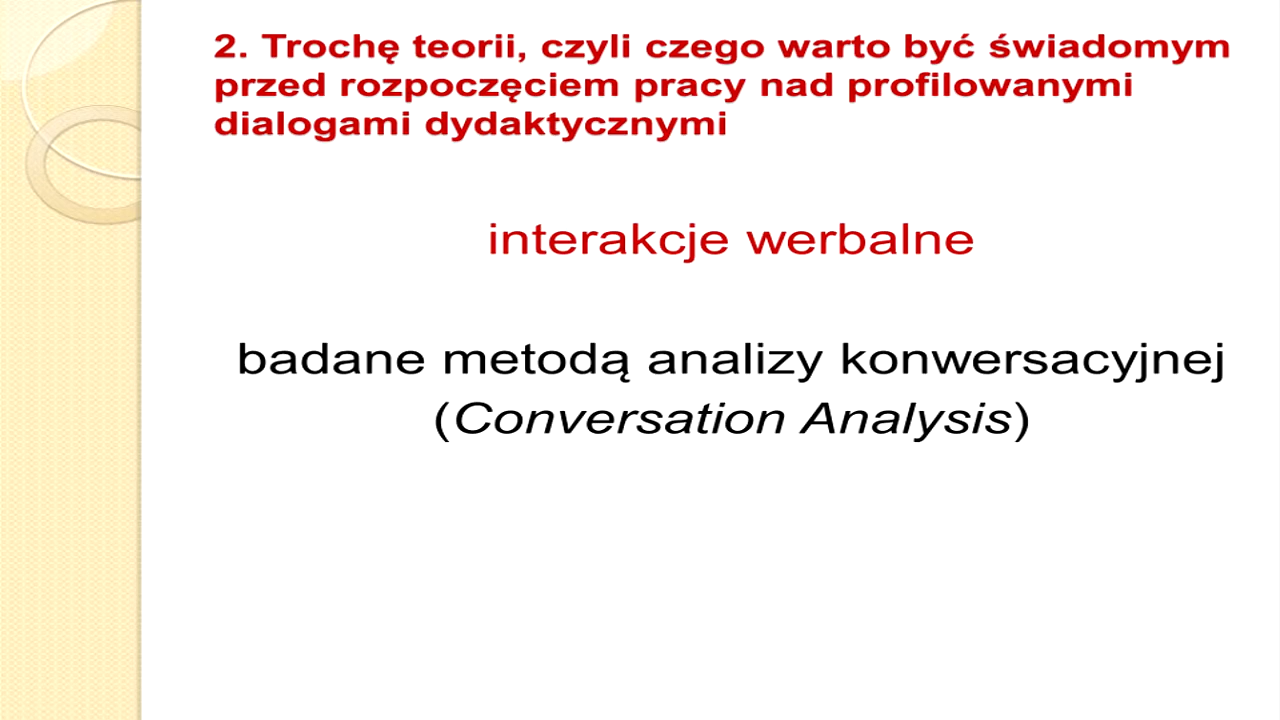 2. Trochę teorii, czyli czego warto być świadomym
przed rozpoczęciem pracy nad profilowanymi
dialogami dydaktycznymi
interakcje werbalne
badane metodą analizy konwersacyjnej
(Conversation Analysis)